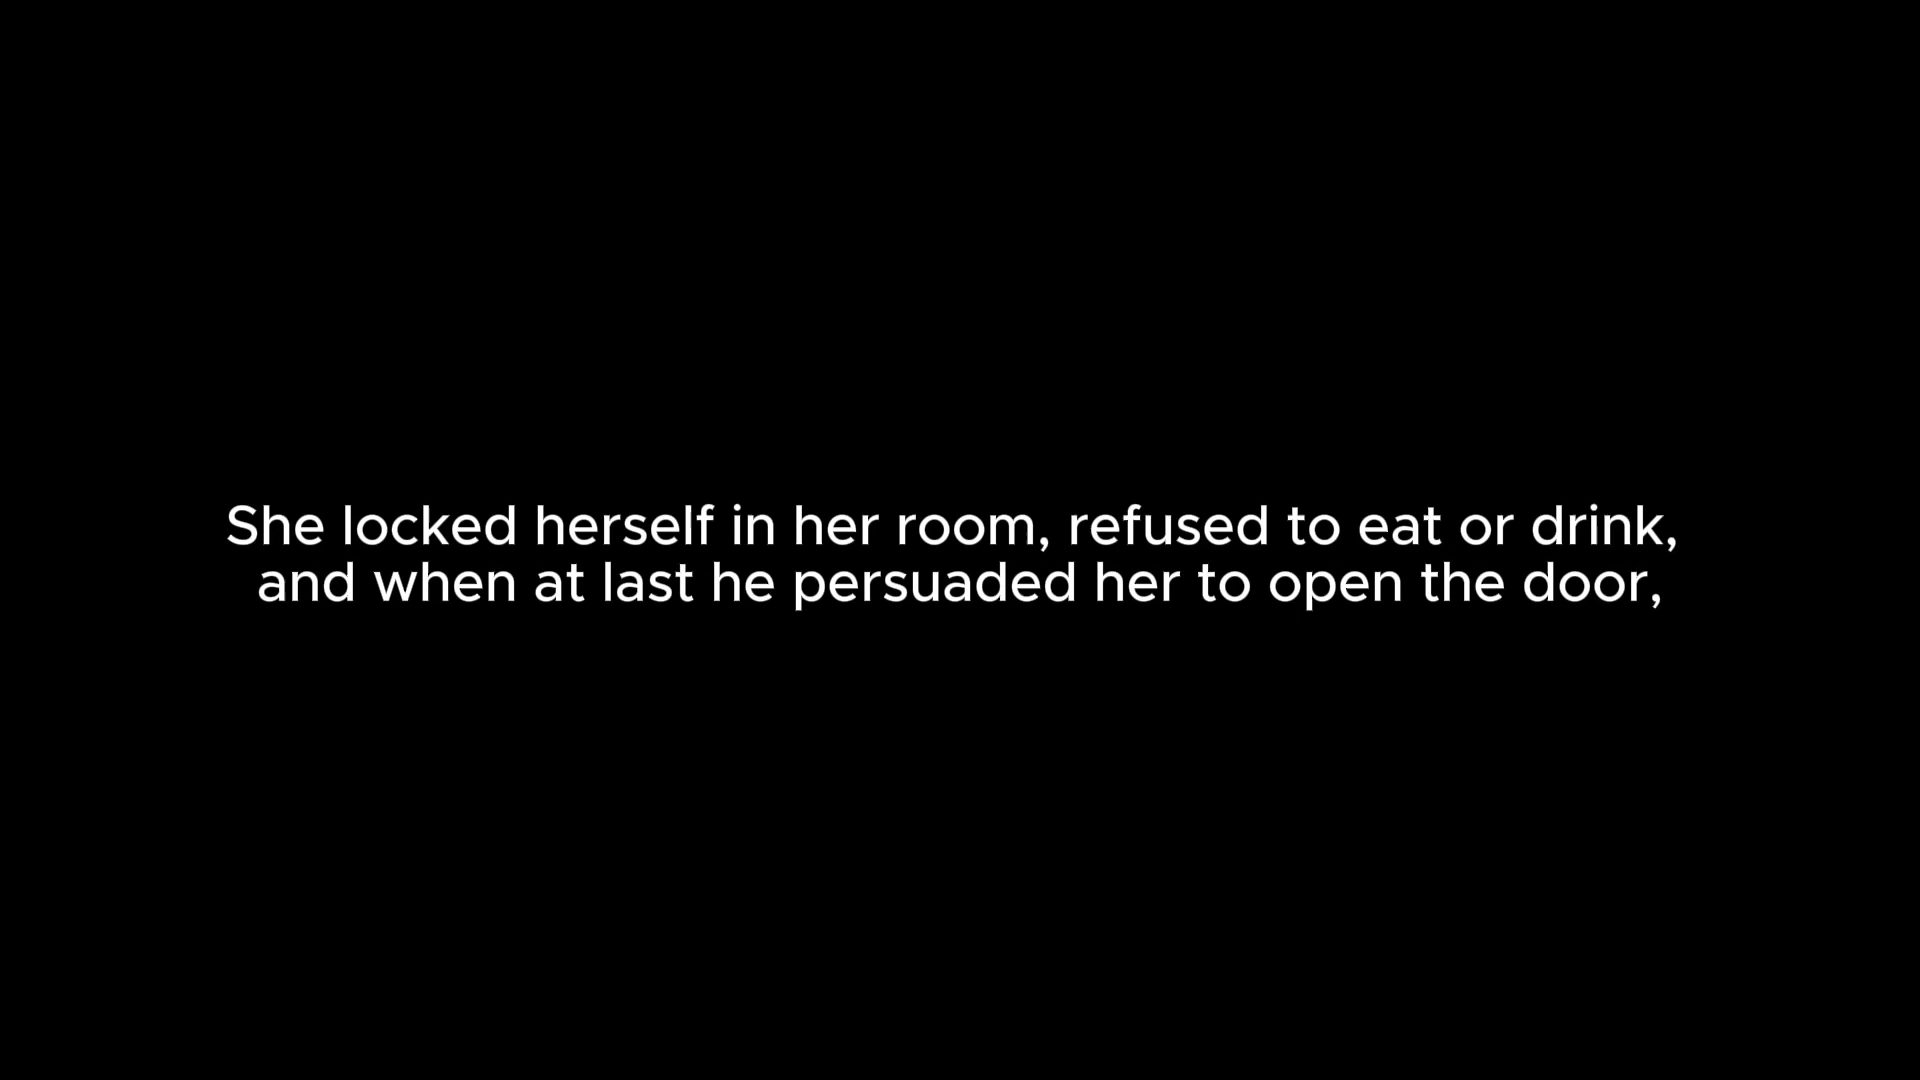 She locked herself in her room, refused to eat or drink,
and when at last he persuaded her to open the door,